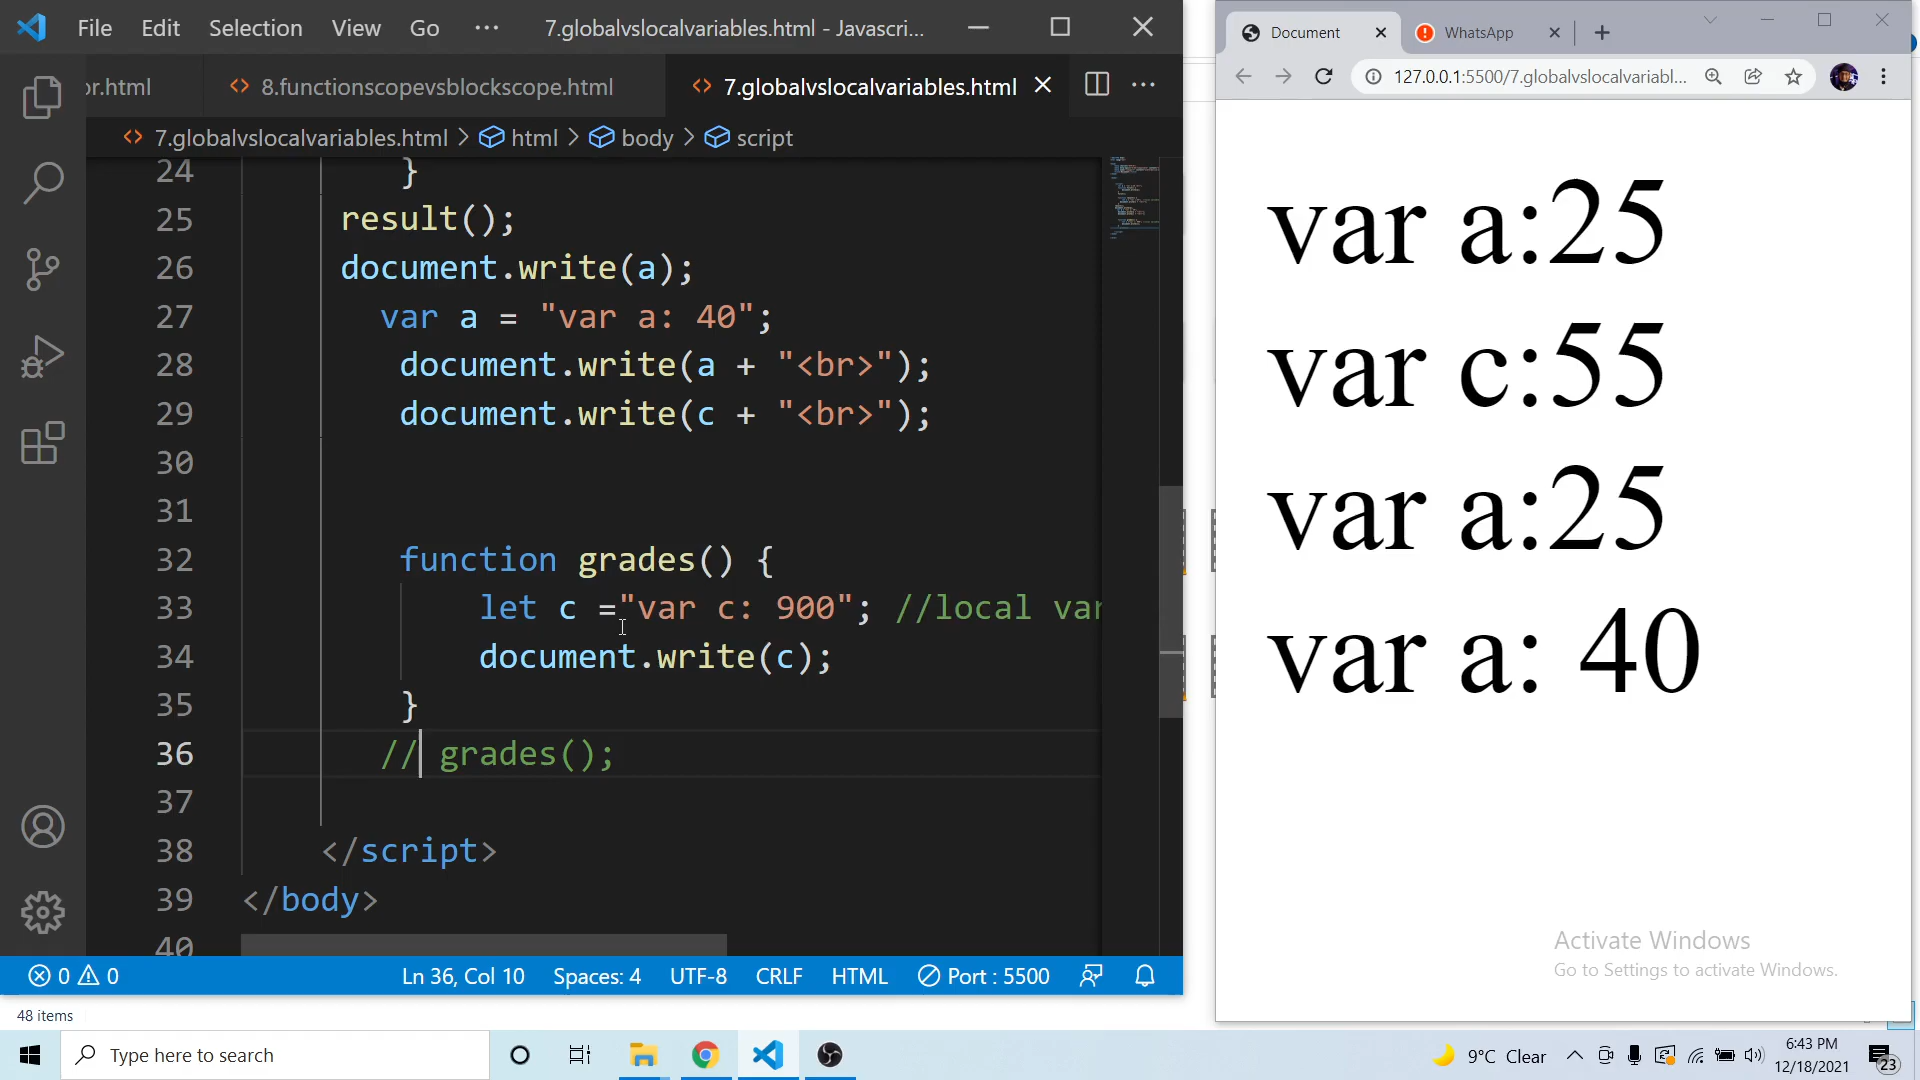 File Edit Selection View Go ··· 7.globalvslocalvariables.html - Javascri...
or.html <> 8.functionscopevsblockscope.html <> 7.globalvslocalvariables.html
<> 7.globalvslocalvariables.html > html > body > script
24 }
25 result();
26 document.write(a);
27 var a = "var a: 40";
28 document.write(a + "<br>");
29 document.write(c + "<br>");
30
31
32 function grades() {
33 let c ="var c: 900"; //local var
34 document.write(c);
35 }
36 // grades();
37
38 </script>
39 </body>
40
0 0 Ln 36, Col 10 Spaces: 4 UTF-8 CRLF HTML Port : 5500
48 items
Document WhatsApp
127.0.0.1:5500/7.globalvslocalvariabl...
var a:25
var c:55
var a:25
var a: 40
Activate Windows
Go to Settings to activate Windows.
Type here to search
9°C Clear
6:43 PM
12/18/2021
23